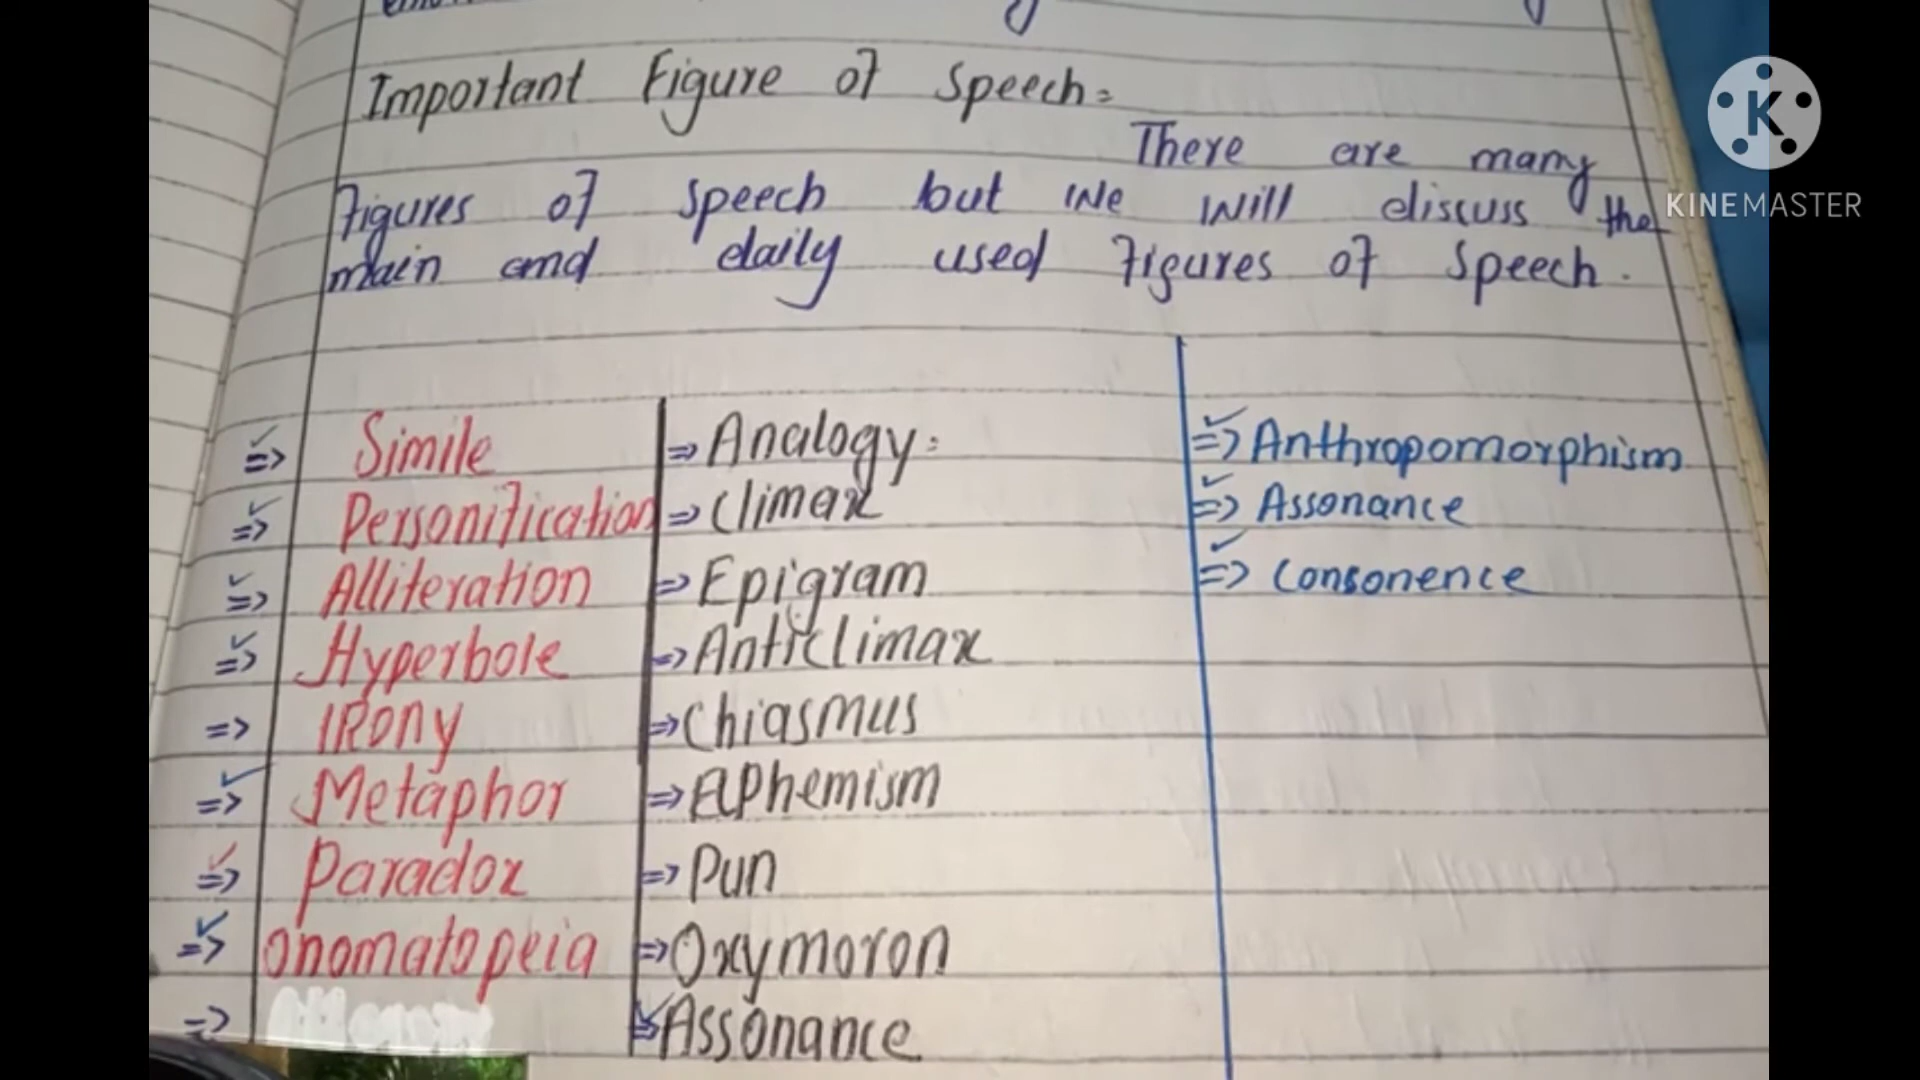 Important Figure of Speech=
There are many
figures of speech but we will discuss the
main and daily used figures of speech.
=> Simile
=> Personification
=> Alliteration
=> Hyperbole
=> IRony
=> Metaphor
=> Paradox
=> onomatopeia
=>
=> Analogy:
=> Climax
=> Epigram
=> Anticlimax
=> Chiasmus
=> EUPhemism
=> Pun
=> Oxymoron
Assonance
=> Anthropomorphism
=> Assonance
=> Consonence
K
KINEMASTER